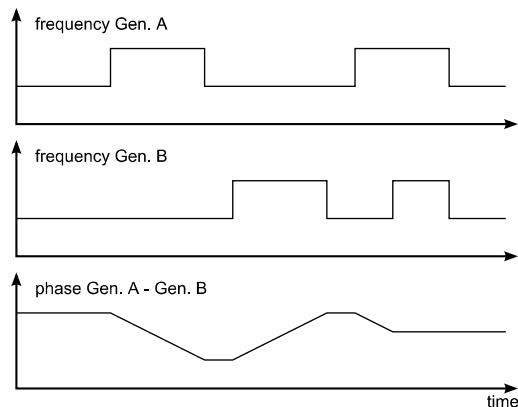 frequency Gen. A
frequency Gen. B
phase Gen. A - Gen. B
time